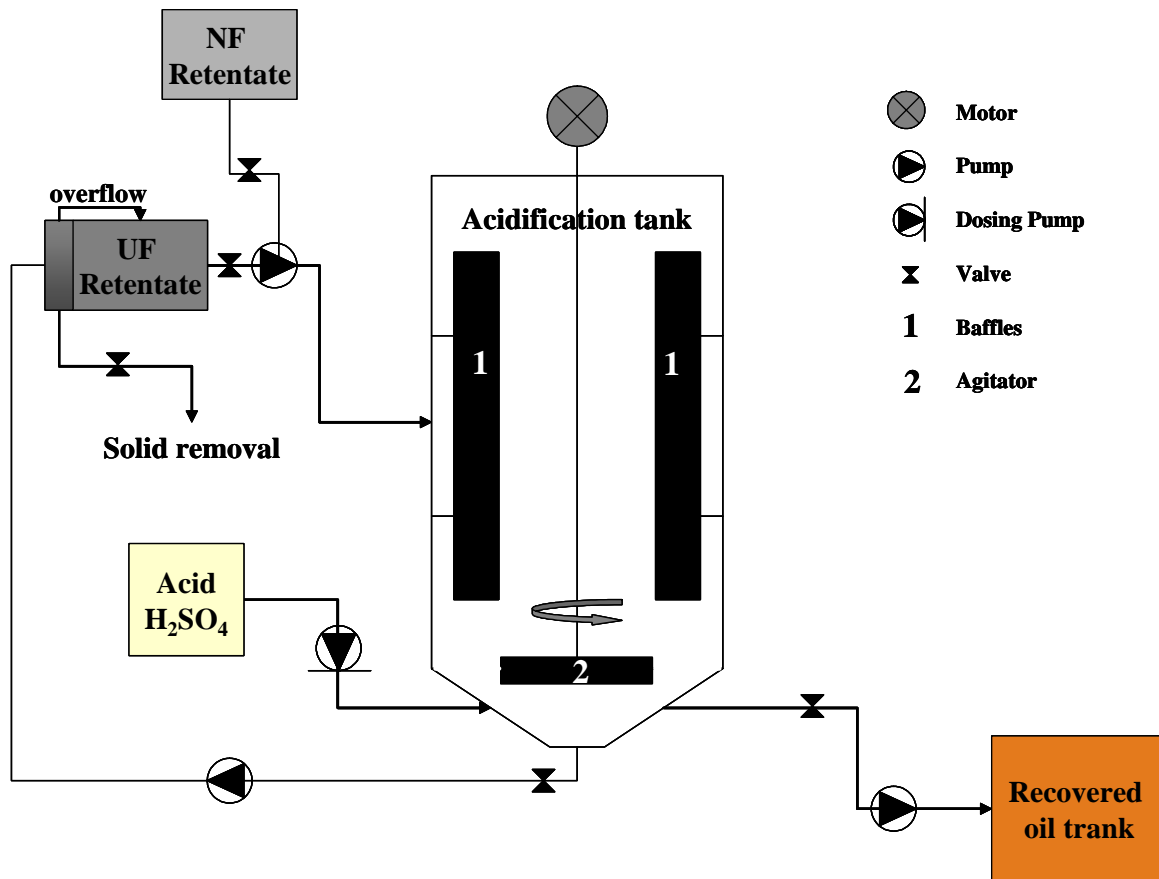 NF
Retentate
overflow
UF
Retentate
Solid removal
Acidification tank
1
1
2
Acid
H₂SO₄
Recovered
oil trank
Motor
Pump
Dosing Pump
Valve
1 Baffles
2 Agitator